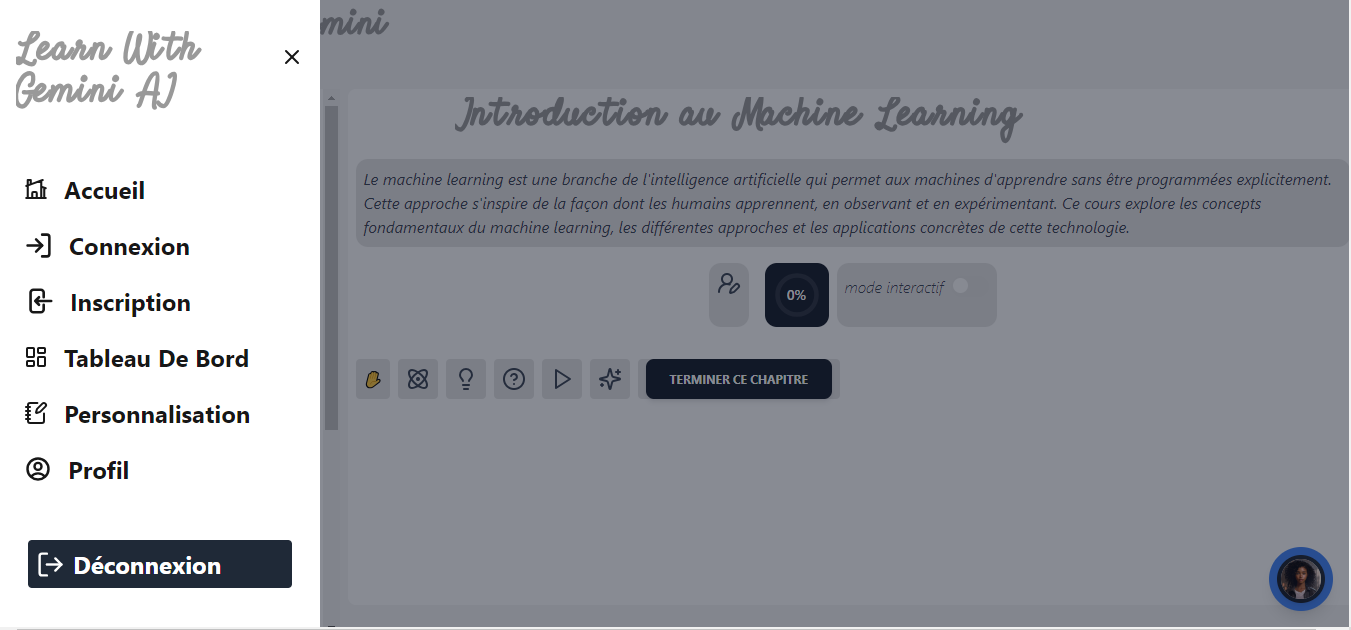 Learn With
Gemini AI
mini
Accueil
Connexion
Inscription
Tableau De Bord
Personnalisation
Profil
Déconnexion
Introduction au Machine Learning
Le machine learning est une branche de l'intelligence artificielle qui permet aux machines d'apprendre sans être programmées explicitement.
Cette approche s'inspire de la façon dont les humains apprennent, en observant et en expérimentant. Ce cours explore les concepts
fondamentaux du machine learning, les différentes approches et les applications concrètes de cette technologie.
0%
mode interactif
TERMINER CE CHAPITRE